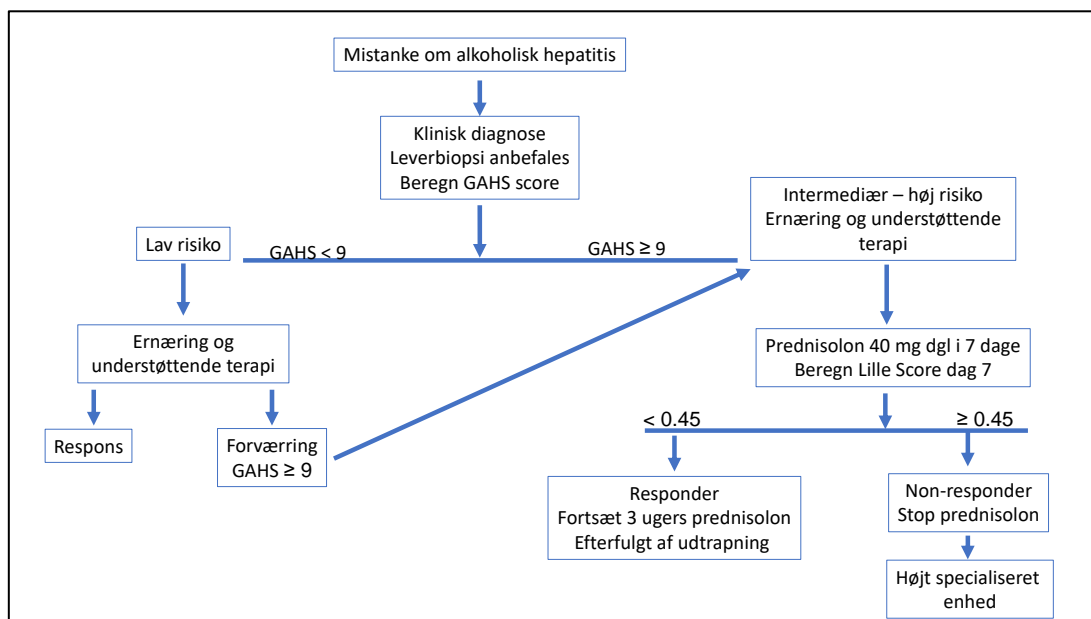 Mistanke om alkoholisk hepatitis
Klinisk diagnose
Leverbiopsi anbefales
Beregn GAHS score
GAHS < 9
GAHS ≥ 9
Lav risiko
Ernæring og
understøttende terapi
Respons
Forværring
GAHS ≥ 9
Intermediær – høj risiko
Ernæring og understøttende
terapi
Prednisolon 40 mg dgl i 7 dage
Beregn Lille Score dag 7
< 0.45
≥ 0.45
Responder
Fortsæt 3 ugers prednisolon
Efterfulgt af udtrapning
Non-responder
Stop prednisolon
Højt specialiseret
enhed